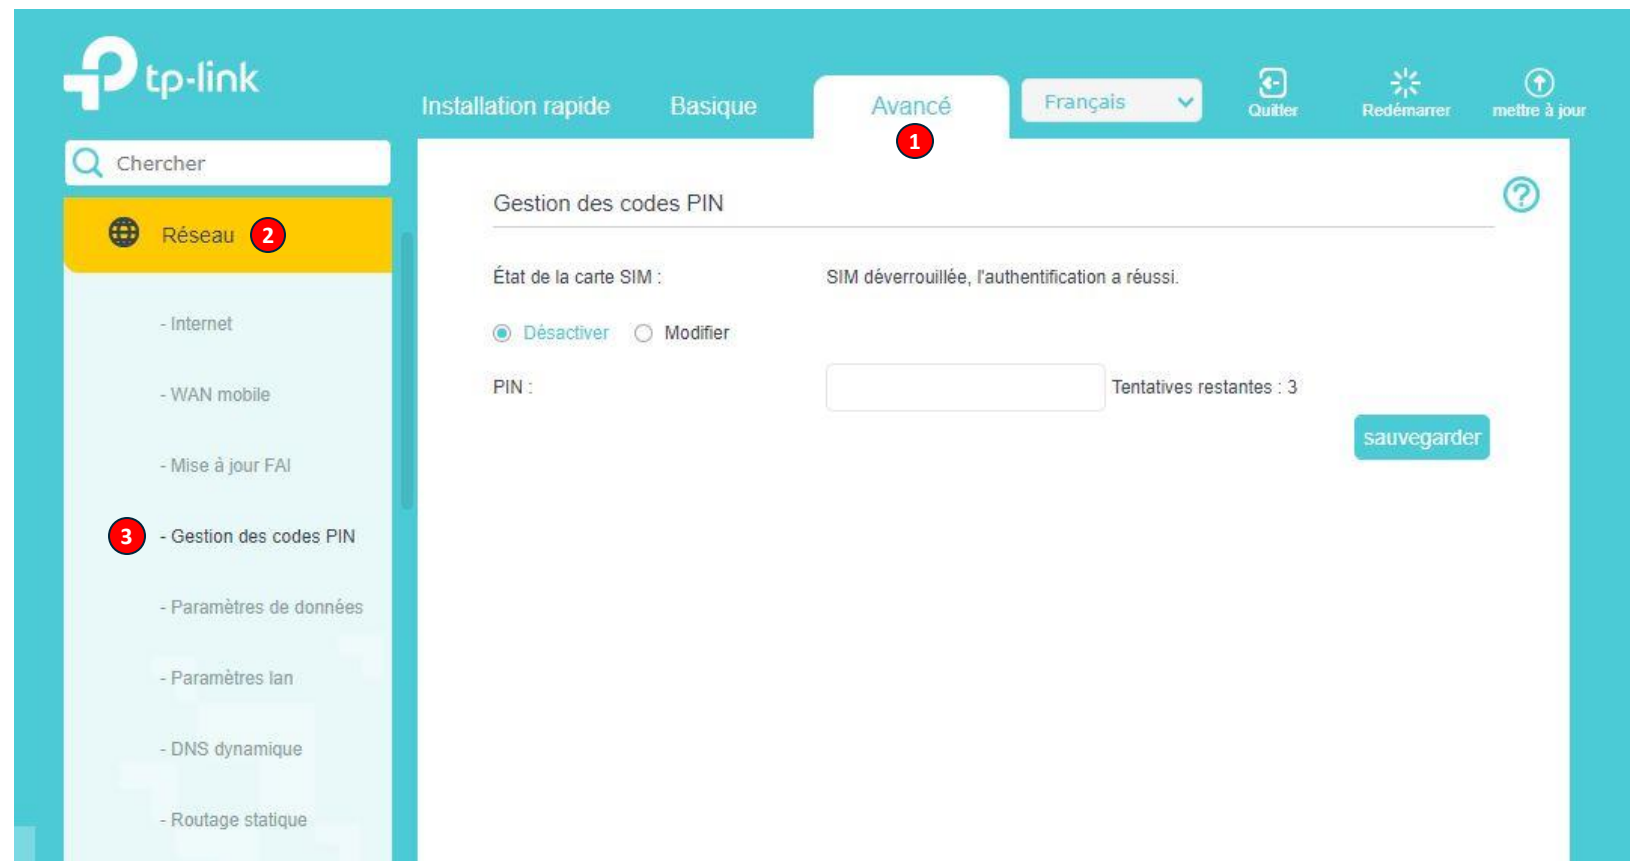 tp-link
Installation rapide Basique Avancé Français Quitter Redémarrer mettre à jour
1
Chercher
Réseau 2
- Internet
- WAN mobile
- Mise à jour FAI
3 - Gestion des codes PIN
- Paramètres de données
- Paramètres lan
- DNS dynamique
- Routage statique
Gestion des codes PIN
?
État de la carte SIM : SIM déverrouillée, l'authentification a réussi.
Désactiver Modifier
PIN : Tentatives restantes : 3
sauvegarder